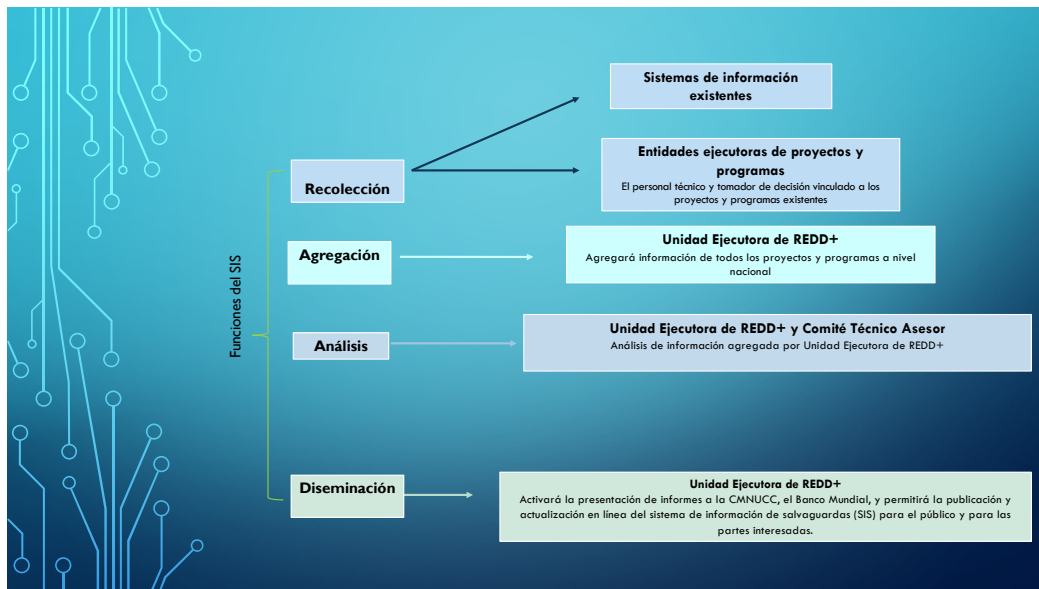 Funciones del SIS
Recolección
Sistemas de información
existentes
Entidades ejecutoras de proyectos y
programas
El personal técnico y tomador de decisión vinculado a los
proyectos y programas existentes
Agregación
Unidad Ejecutora de REDD+
Agregará información de todos los proyectos y programas a nivel
nacional
Análisis
Unidad Ejecutora de REDD+ y Comité Técnico Asesor
Análisis de información agregada por Unidad Ejecutora de REDD+
Diseminación
Unidad Ejecutora de REDD+
Activará la presentación de informes a la CMNUCC, el Banco Mundial, y permitirá la publicación y
actualización en línea del sistema de información de salvaguardas (SIS) para el público y para las
partes interesadas.